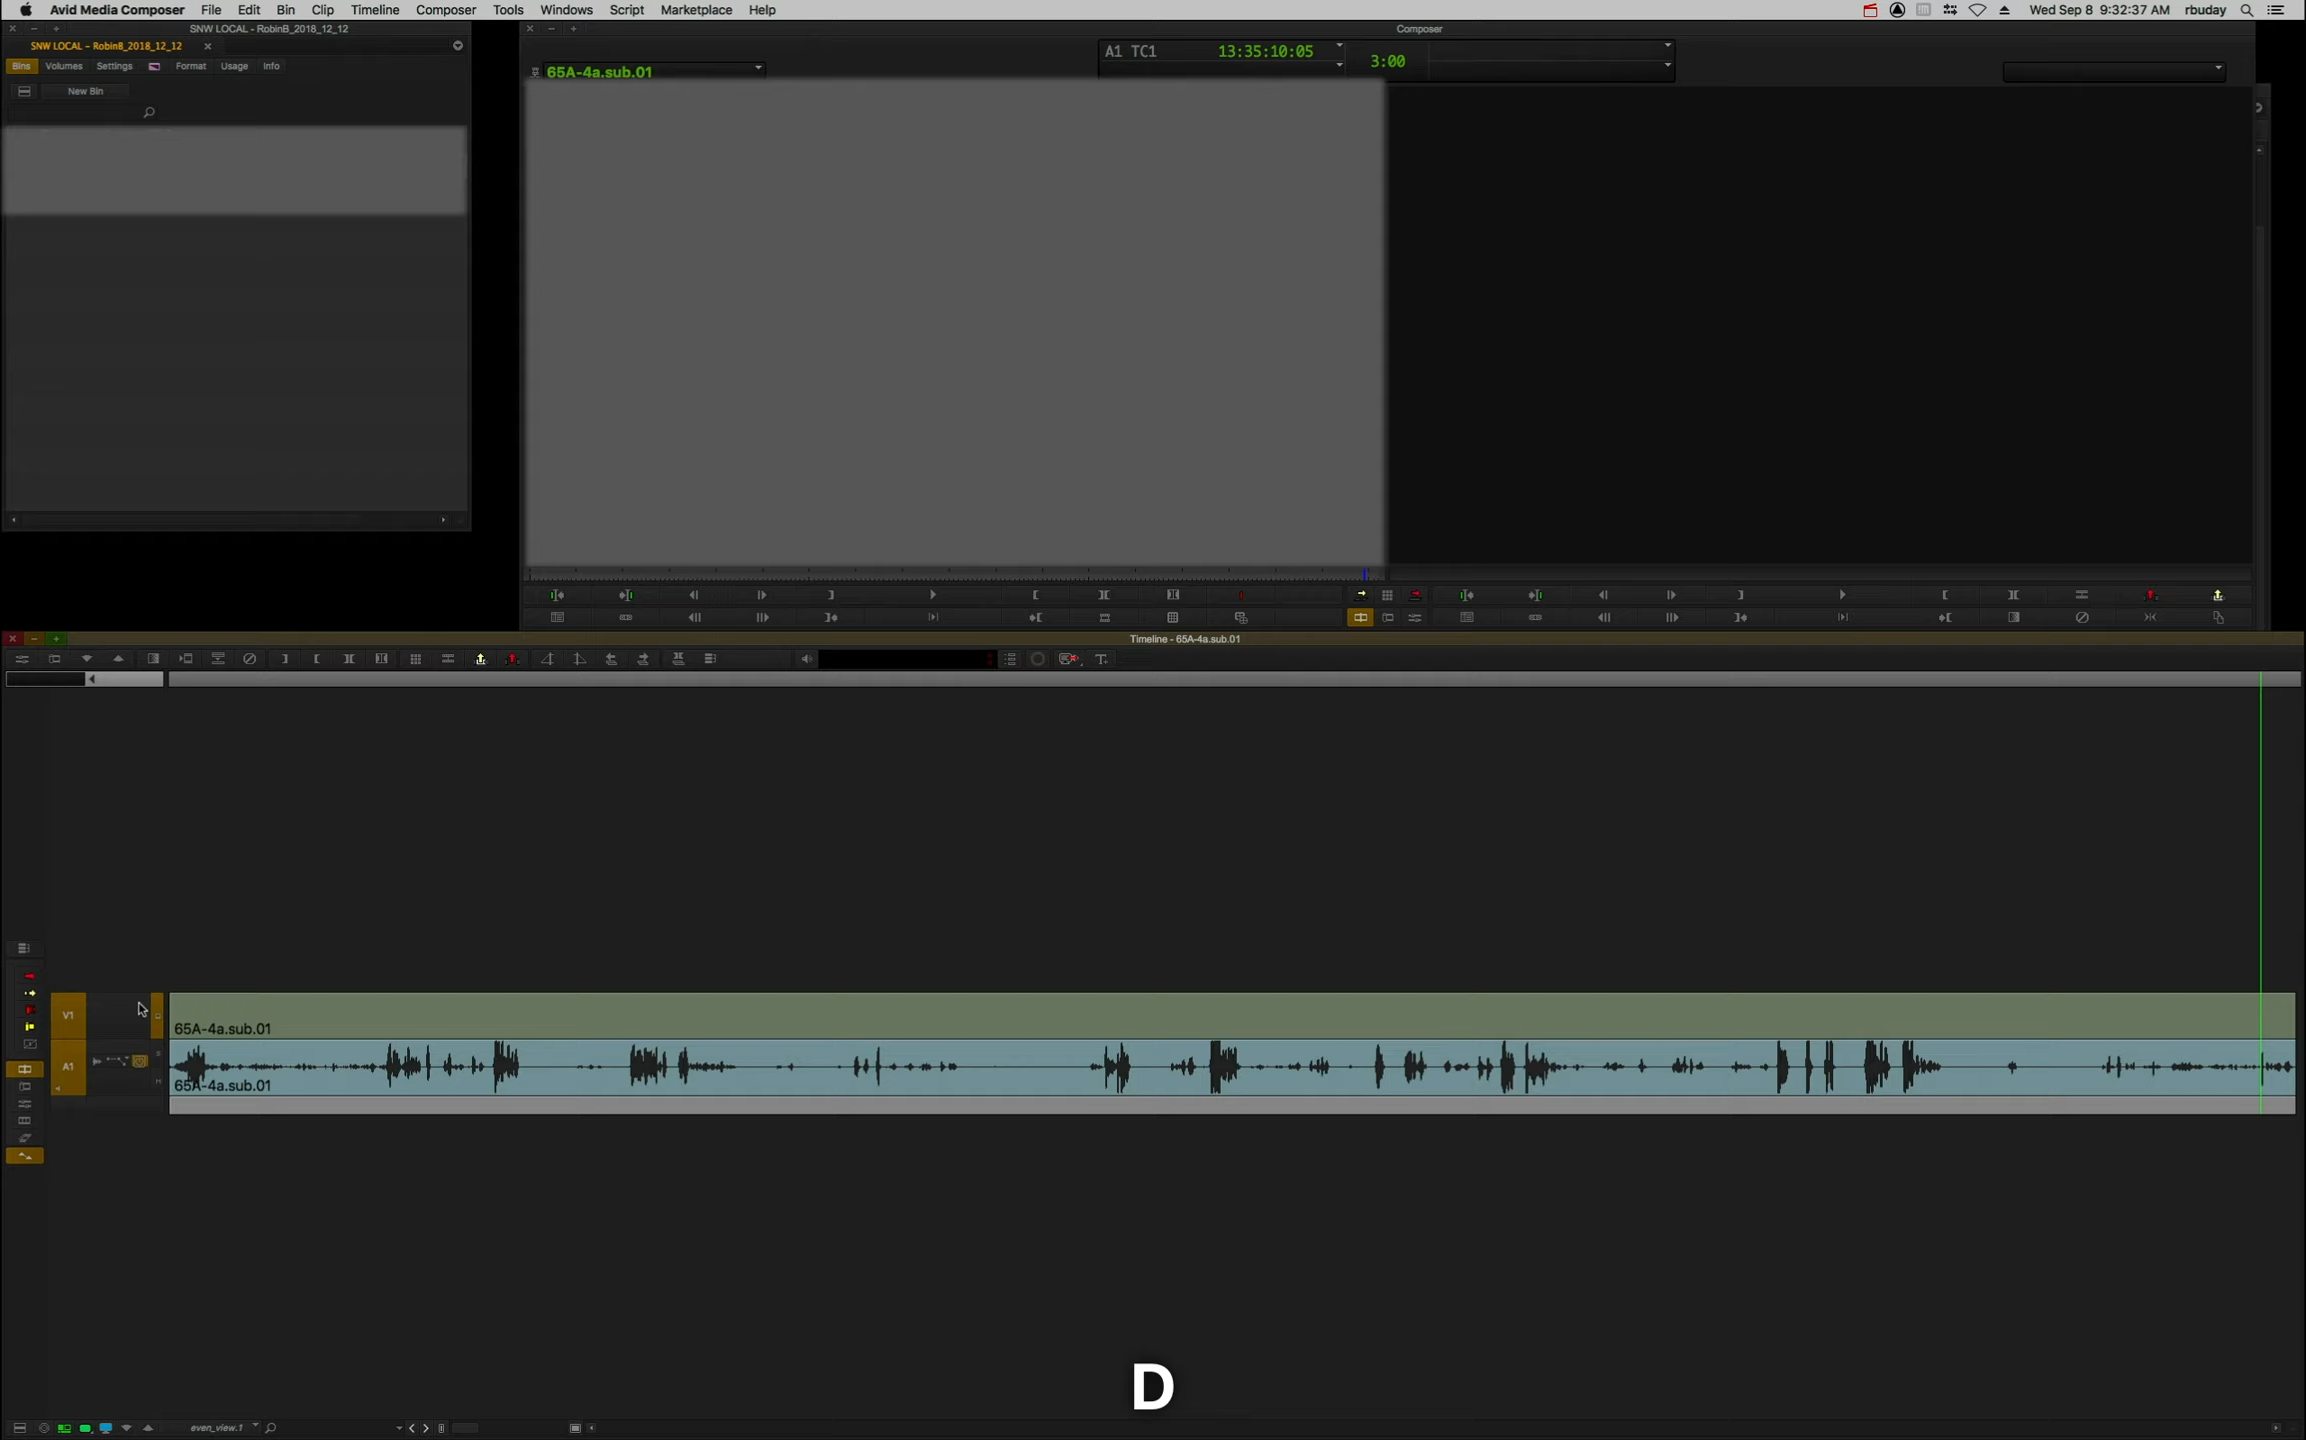 Avid Media Composer File Edit Bin Clip Timeline Composer Tools Windows Script Marketplace Help Wed Sep 8 9:32:37 AM rbuday
SNW LOCAL - RobinB_2018_12_12
Composer
SNW LOCAL - RobinB_2018_12_12
A1 TC1 13:35:10:05
3:00
Bins Volumes Settings Format Usage Info
65A-4a.sub.01
New Bin
Timeline - 65A-4a.sub.01
V1
65A-4a.sub.01
A1
65A-4a.sub.01
D
even_view.1